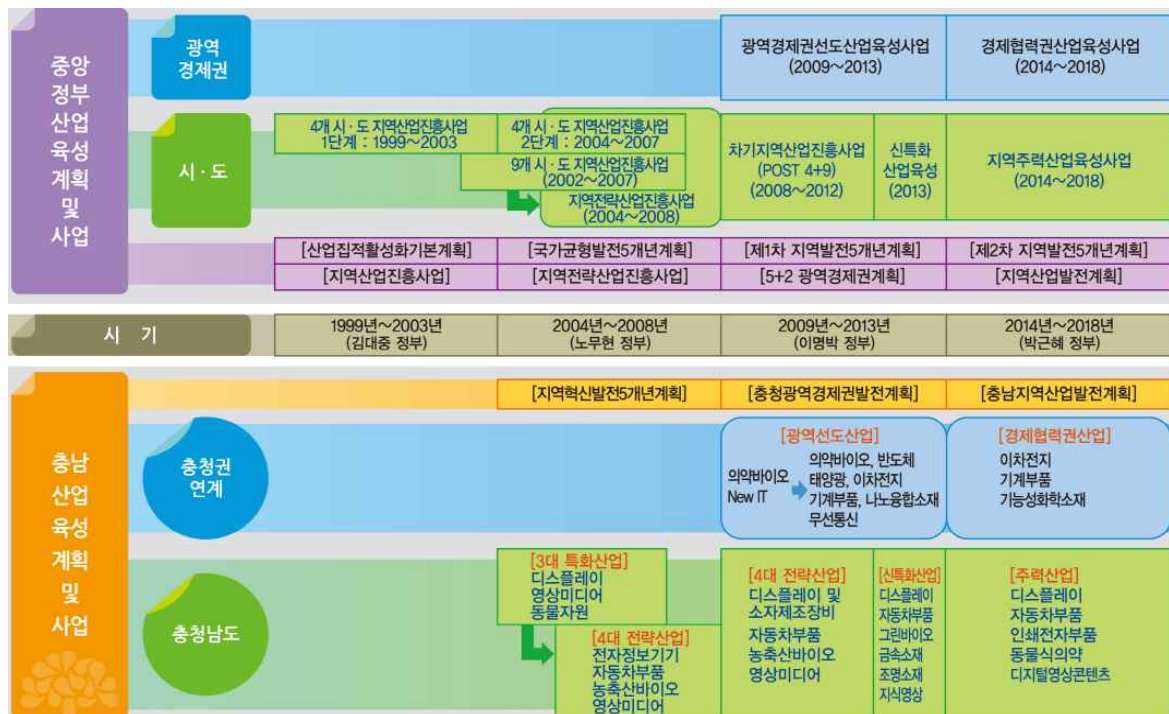 중앙
정부
산업
육성
계획
및
사업
광역
경제권
광역경제권선도산업육성사업
(2009~2013)
경제협력권산업육성사업
(2014~2018)
시·도
4개 시·도 지역산업진흥사업
1단계 : 1999~2003
4개 시·도 지역산업진흥사업
2단계 : 2004~2007
9개 시·도 지역산업진흥사업
(2002~2007)
지역전략산업진흥사업
(2004~2008)
차기지역산업진흥사업
(POST 4+9)
(2008~2012)
신특화
산업육성
(2013)
지역주력산업육성사업
(2014~2018)
[산업집적활성화기본계획]
[국가균형발전5개년계획]
[제1차 지역발전5개년계획]
[제2차 지역발전5개년계획]
[지역산업진흥사업]
[지역전략산업진흥사업]
[5+2 광역경제권계획]
[지역산업발전계획]
시 기
1999년~2003년
(김대중 정부)
2004년~2008년
(노무현 정부)
2009년~2013년
(이명박 정부)
2014년~2018년
(박근혜 정부)
충남
산업
육성
계획
및
사업
[지역혁신발전5개년계획]
[충청광역경제권발전계획]
[충남지역산업발전계획]
충청권
연계
의약바이오
New IT
[광역선도산업]
의약바이오, 반도체
태양광, 이차전지
기계부품, 나노융합소재
무선통신
[경제협력권산업]
이차전지
기계부품
기능성화학소재
충청남도
[3대 특화산업]
디스플레이
영상미디어
동물자원
[4대 전략산업]
전자정보기기
자동차부품
농축산바이오
영상미디어
[4대 전략산업]
디스플레이 및
소자제조장비
자동차부품
농축산바이오
영상미디어
[신특화산업]
디스플레이
자동차부품
그린바이오
금속소재
조명소재
지식영상
[주력산업]
디스플레이
자동차부품
인쇄전자부품
동물식의약
디지털영상콘텐츠